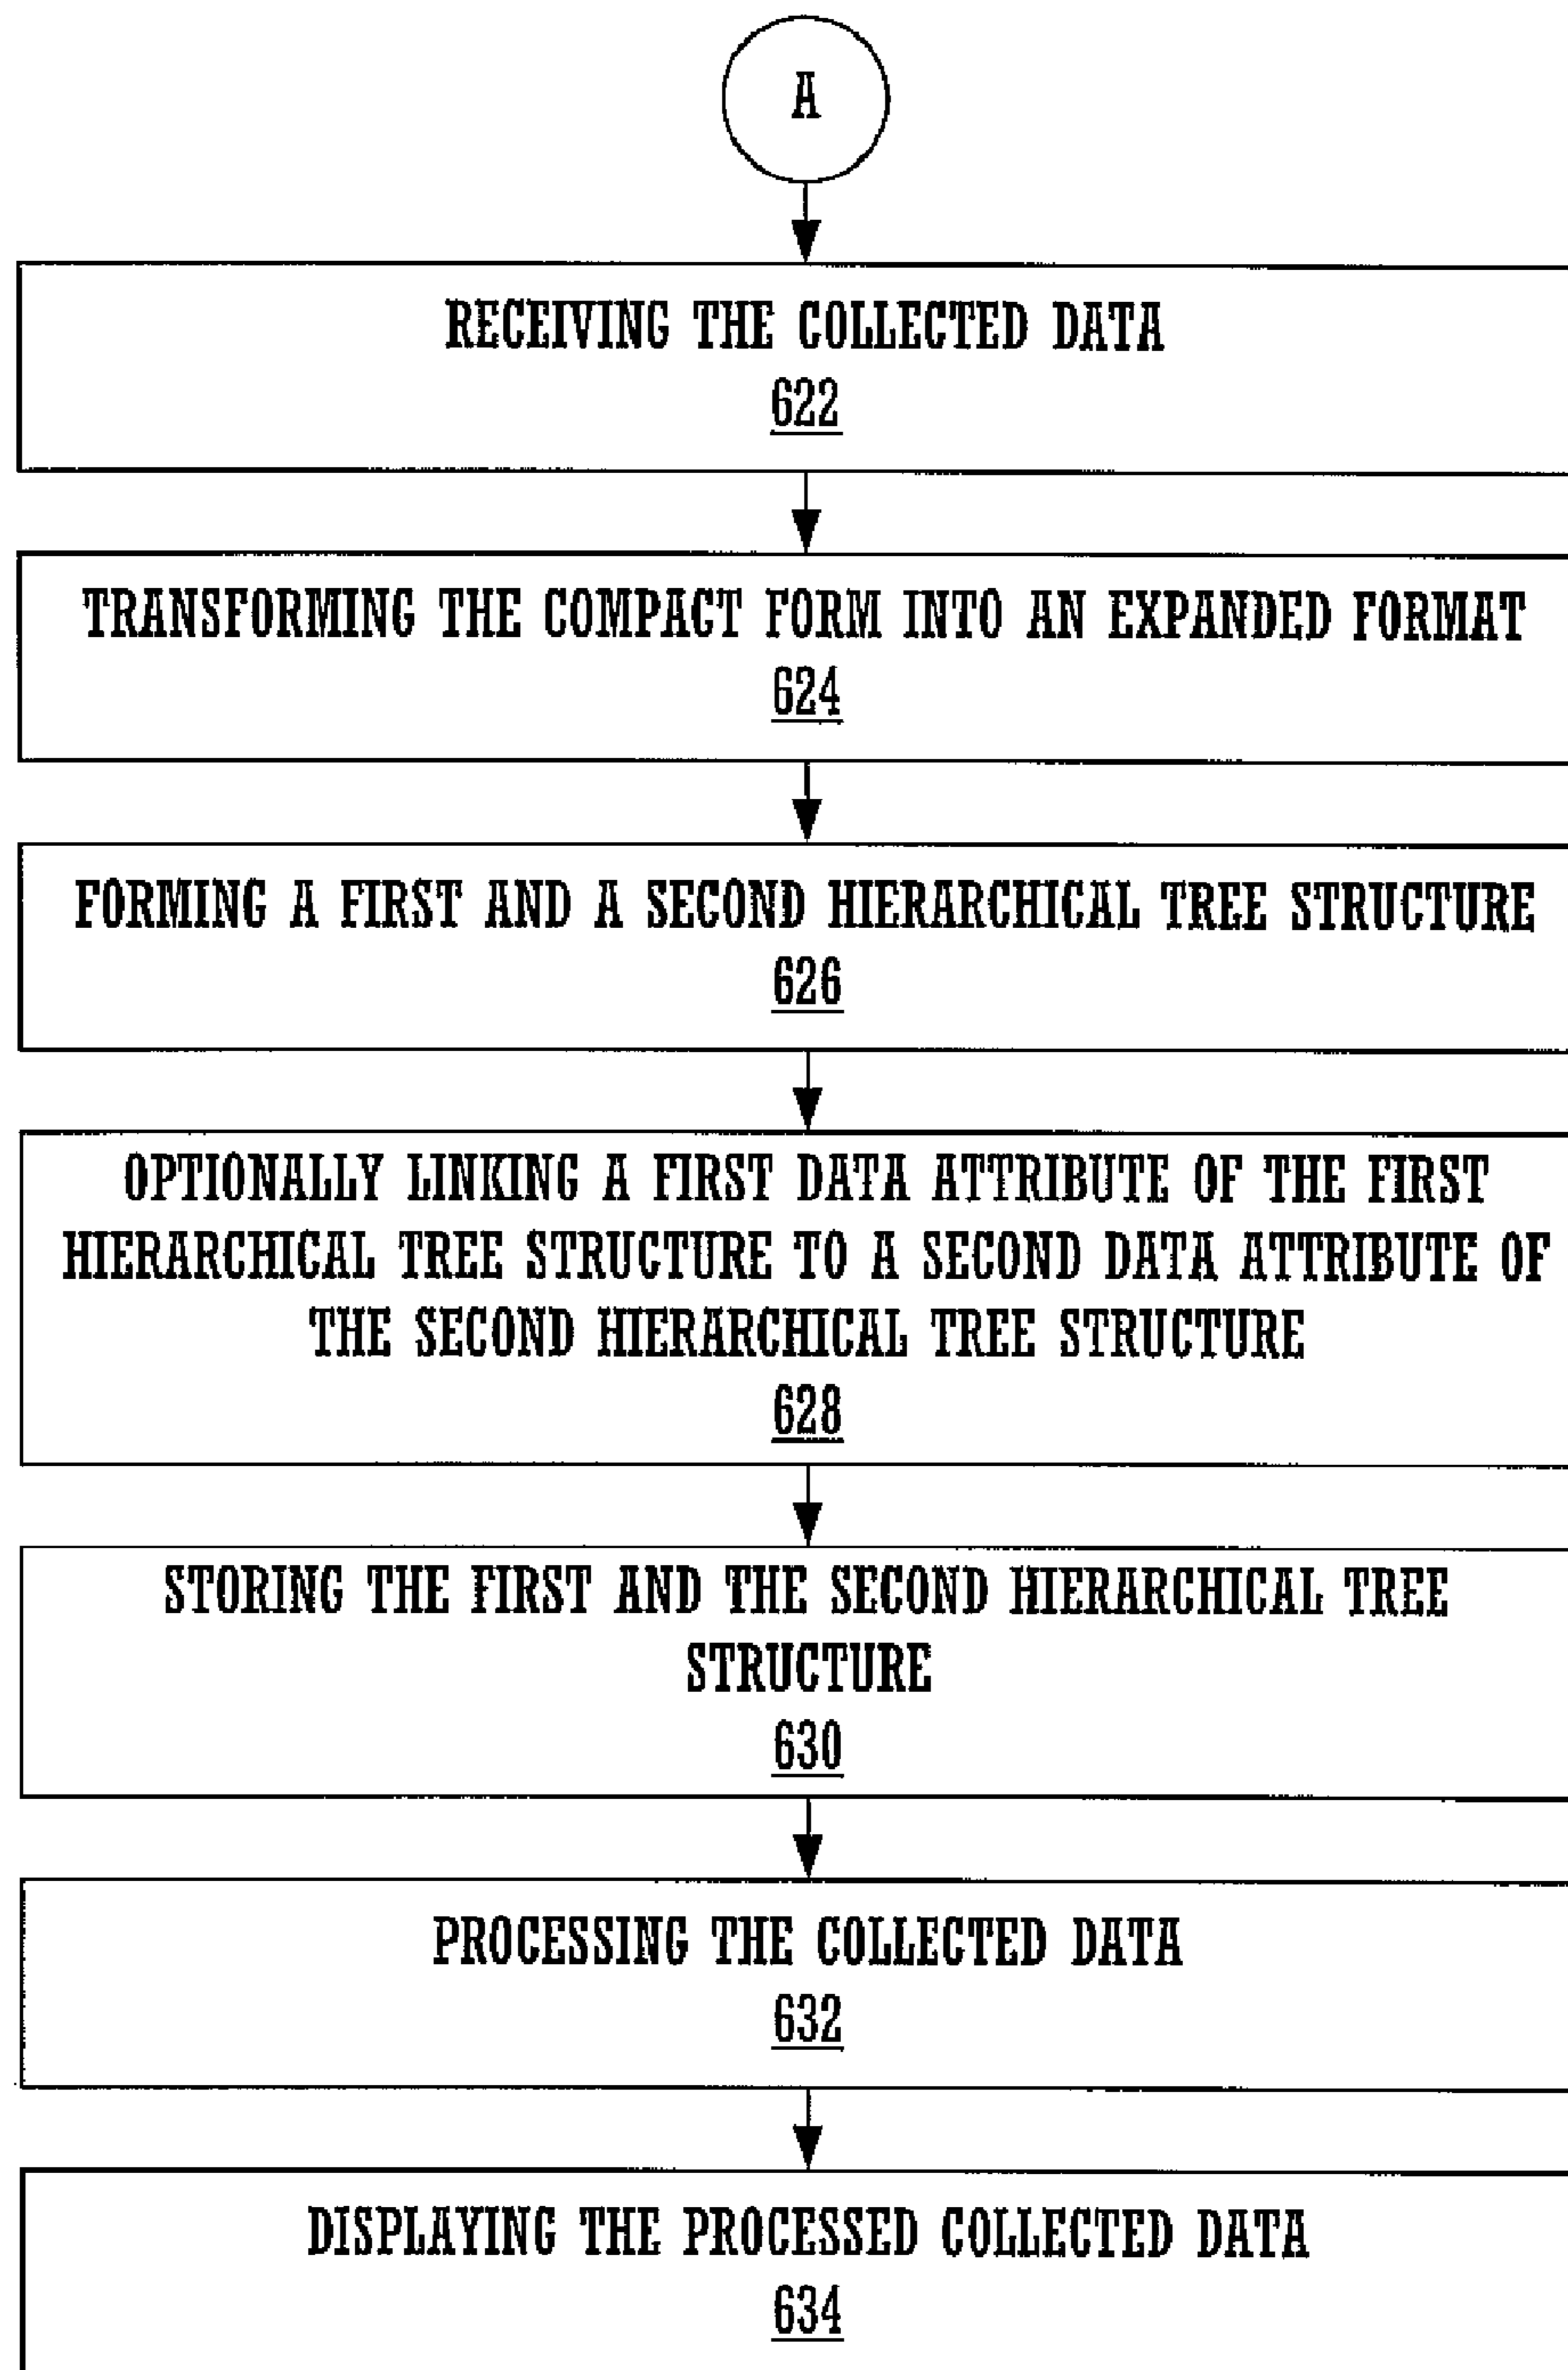 A
RECEIVING THE COLLECTED DATA
622
TRANSFORMING THE COMPACT FORM INTO AN EXPANDED FORMAT
624
FORMING A FIRST AND A SECOND HIERARCHICAL TREE STRUCTURE
626
OPTIONALLY LINKING A FIRST DATA ATTRIBUTE OF THE FIRST
HIERARCHICAL TREE STRUCTURE TO A SECOND DATA ATTRIBUTE OF
THE SECOND HIERARCHICAL TREE STRUCTURE
628
STORING THE FIRST AND THE SECOND HIERARCHICAL TREE
STRUCTURE
630
PROCESSING THE COLLECTED DATA
632
DISPLAYING THE PROCESSED COLLECTED DATA
634